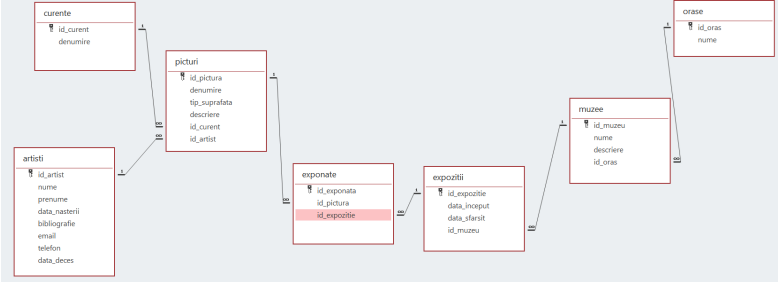 curente
id_curent
denumire
picturi
id_pictura
denumire
tip_suprafata
descriere
id_curent
id_artist
artisti
id_artist
nume
prenume
data_nasterii
bibliografie
email
telefon
data_deces
exponate
id_exponata
id_pictura
id_expozitie
expozitii
id_expozitie
data_inceput
data_sfarsit
id_muzeu
muzee
id_muzeu
nume
descriere
id_oras
orase
id_oras
nume
1
∞
1
∞
1
∞
1
∞
1
∞
1
∞